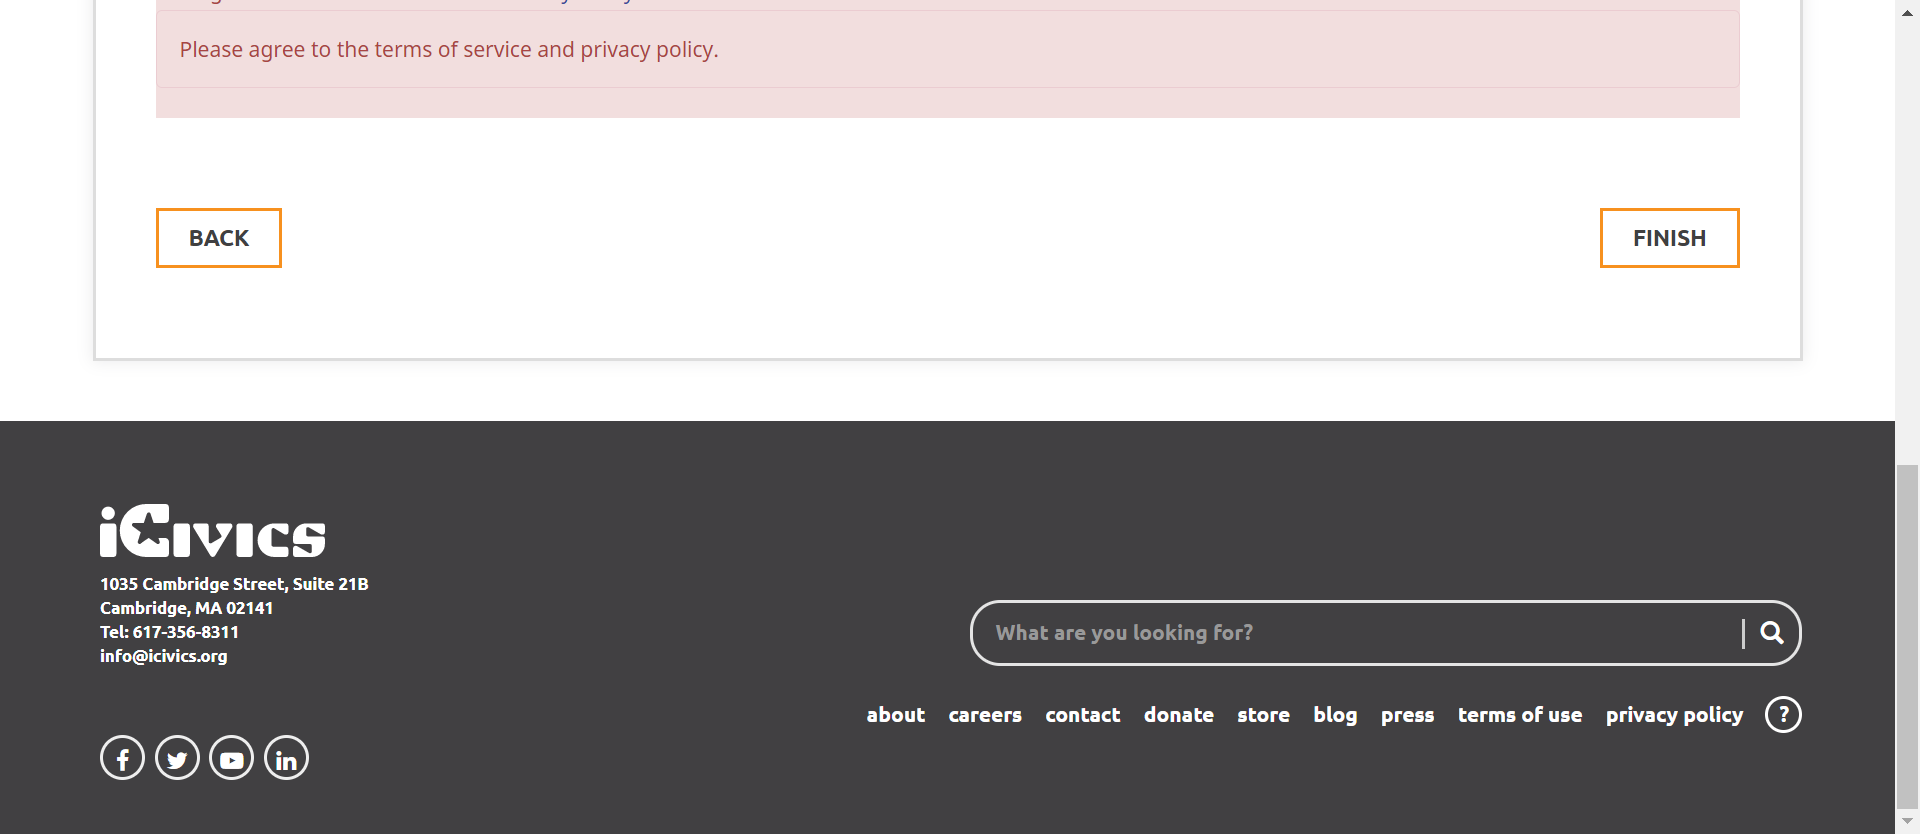 Please agree to the terms of service and privacy policy.
BACK
FINISH
iCivics
1035 Cambridge Street, Suite 21B
Cambridge, MA 02141
Tel: 617-356-8311
info@icivics.org
What are you looking for?
about careers contact donate store blog press terms of use privacy policy ?